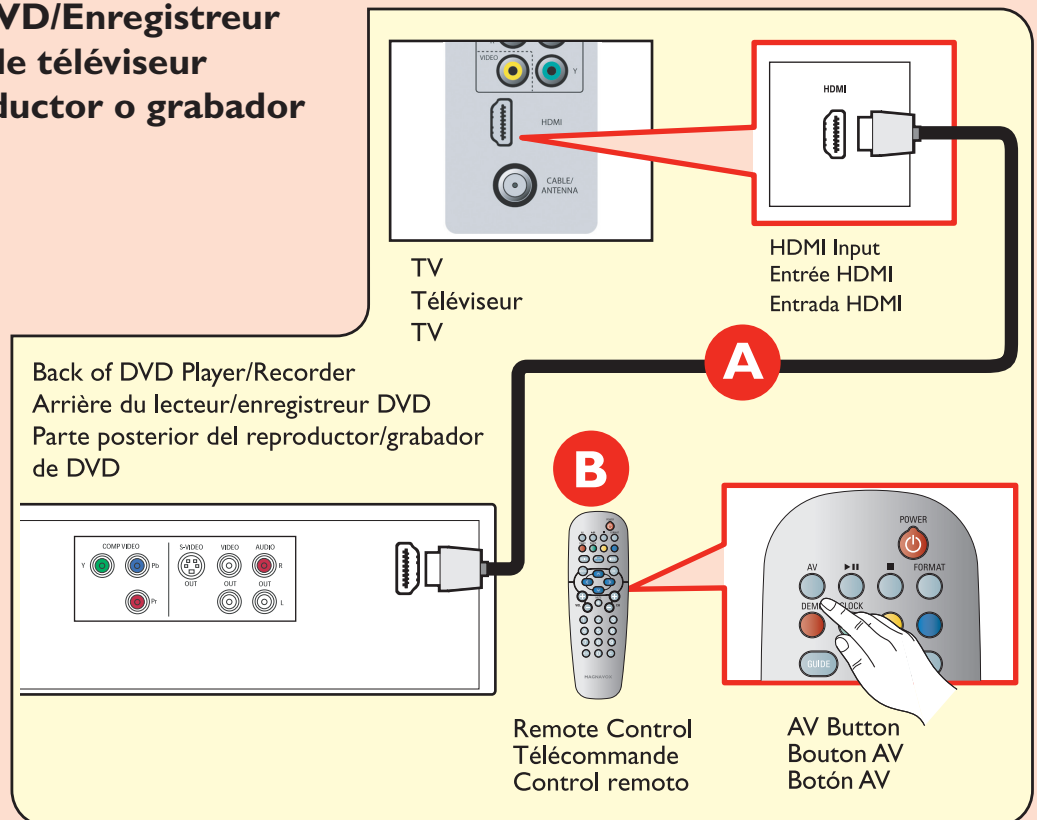 VD/Enregistreur
le téléviseur
ductor o grabador
VIDEO
Y
HDMI
CABLE/
ANTENNA
HDMI
TV
Téléviseur
TV
HDMI Input
Entrée HDMI
Entrada HDMI
A
Back of DVD Player/Recorder
Arrière du lecteur/enregistreur DVD
Parte posterior del reproductor/grabador
de DVD
B
COMP VIDEO
S-VIDEO VIDEO AUDIO
Y Pb R
OUT OUT OUT
Pr L
MAGNAVOX
POWER
AV FORMAT
GUIDE
Remote Control
Télécommande
Control remoto
AV Button
Bouton AV
Botón AV